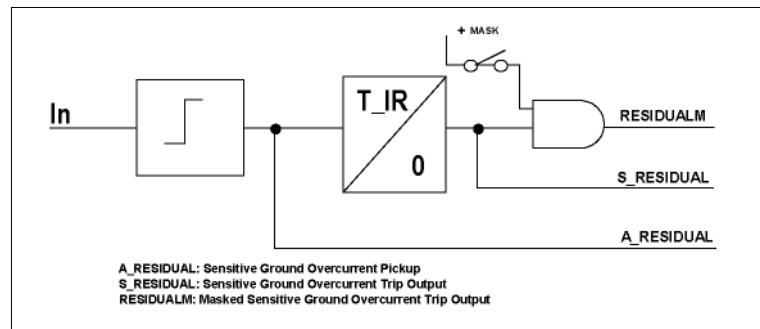 + MASK
T_IR
In
RESIDUALM
0
S_RESIDUAL
A_RESIDUAL
A_RESIDUAL: Sensitive Ground Overcurrent Pickup
S_RESIDUAL: Sensitive Ground Overcurrent Trip Output
RESIDUALM: Masked Sensitive Ground Overcurrent Trip Output